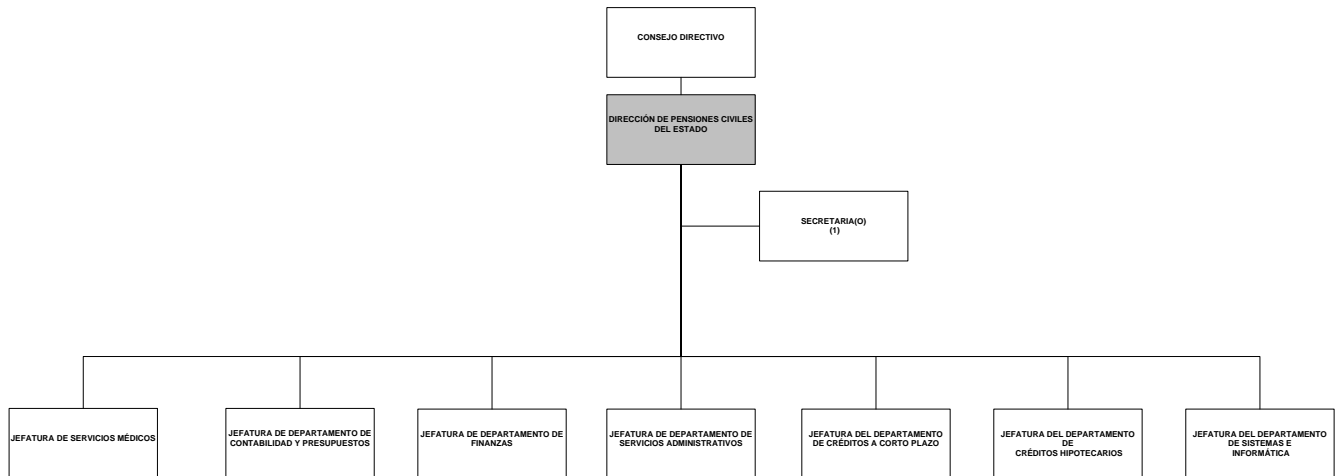 CONSEJO DIRECTIVO
DIRECCIÓN DE PENSIONES CIVILES
DEL ESTADO
SECRETARIA(O)
(1)
JEFATURA DE SERVICIOS MÉDICOS
JEFATURA DE DEPARTAMENTO DE
CONTABILIDAD Y PRESUPUESTOS
JEFATURA DE DEPARTAMENTO DE
FINANZAS
JEFATURA DE DEPARTAMENTO DE
SERVICIOS ADMINISTRATIVOS
JEFATURA DEL DEPARTAMENTO
DE CRÉDITOS A CORTO PLAZO
JEFATURA DEL DEPARTAMENTO
DE
CRÉDITOS HIPOTECARIOS
JEFATURA DEL DEPARTAMENTO
DE SISTEMAS E
INFORMÁTICA